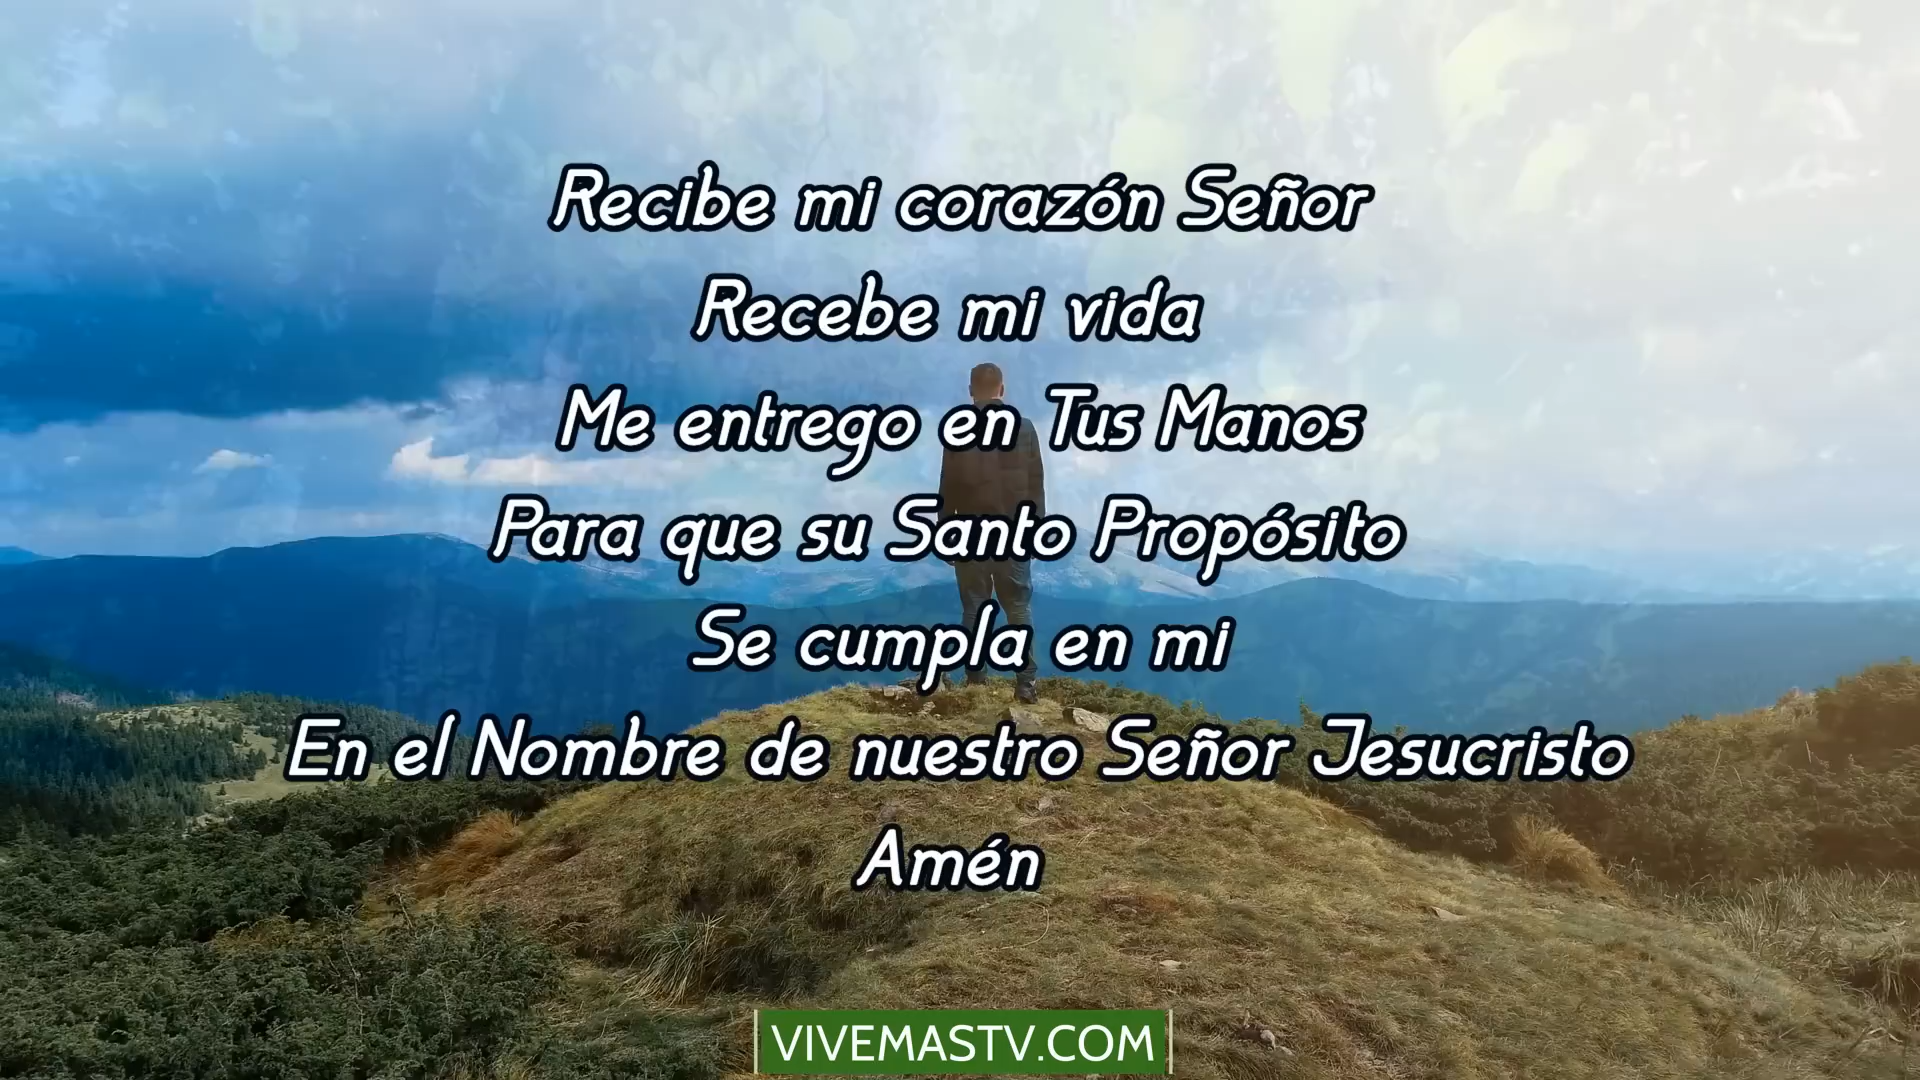 Recibe mi corazón Señor
Recebe mi vida
Me entrego en Tus Manos
Para que su Santo Propósito
Se cumpla en mi
En el Nombre de nuestro Señor Jesucristo
Amén
VIVEMASTV.COM